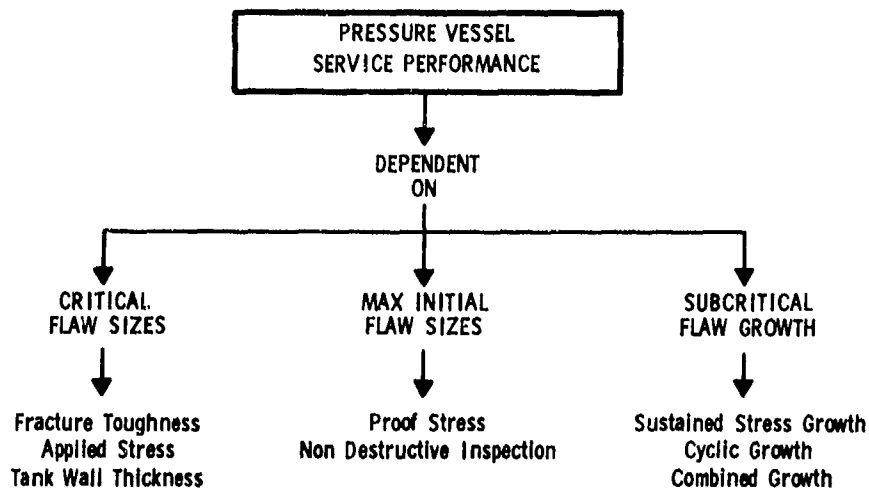 PRESSURE VESSEL
SERVICE PERFORMANCE
DEPENDENT
ON
CRITICAL.
FLAW SIZES
MAX INITIAL
FLAW SIZES
SUBCRITICAL
FLAW GROWTH
Fracture Toughness
Applied Stress
Tank Wall Thickness
Proof Stress
Non Destructive Inspection
Sustained Stress Growth
Cyclic Growth
Combined Growth